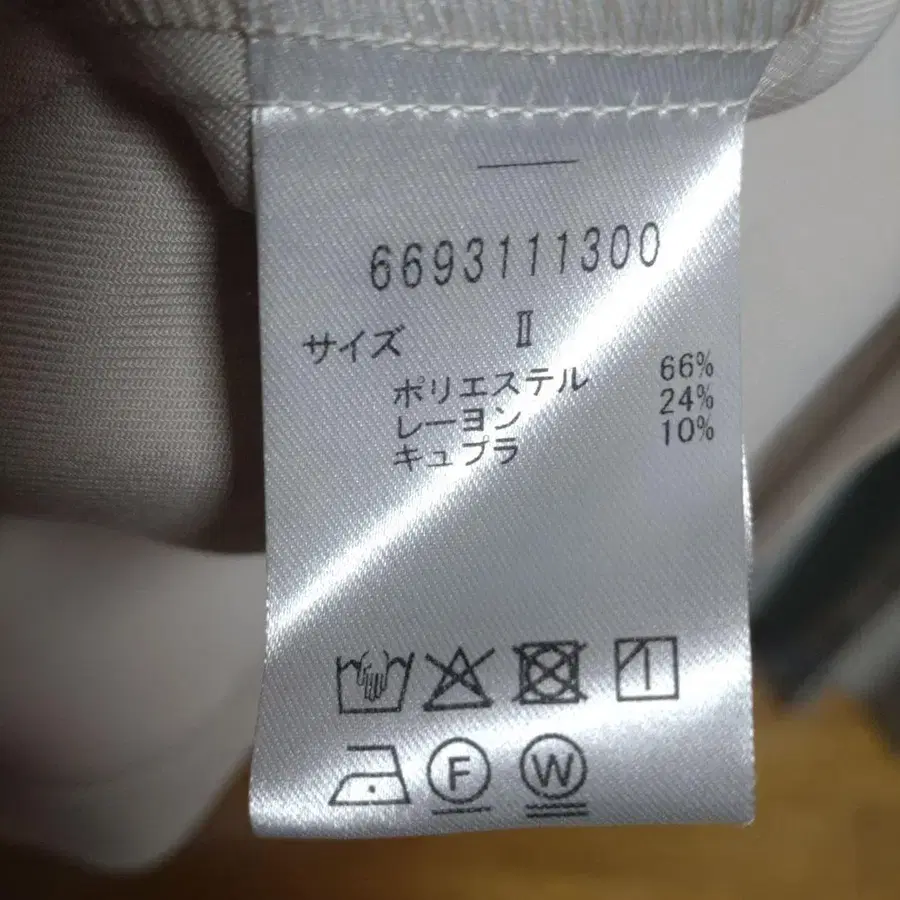 6693111300
サイズ Ⅱ
ポリエステル 66%
レーヨン 24%
キュプラ 10%
F W